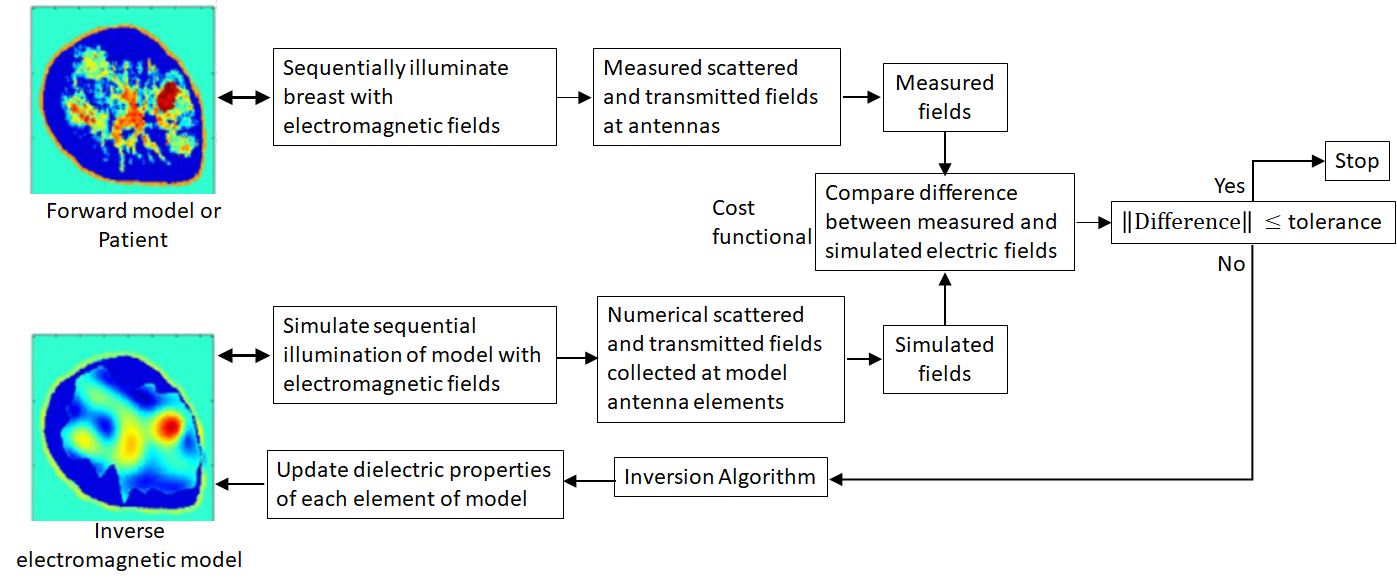 Sequentially illuminate
breast with
electromagnetic fields
Measured scattered
and transmitted fields
at antennas
Measured
fields
Forward model or
Patient
Cost
functional
Compare difference
between measured and
simulated electric fields
‖Difference‖ ≤ tolerance
Yes
Stop
No
Simulate sequential
illumination of model with
electromagnetic fields
Numerical scattered
and transmitted fields
collected at model
antenna elements
Simulated
fields
Inversion Algorithm
Update dielectric properties
of each element of model
Inverse
electromagnetic model